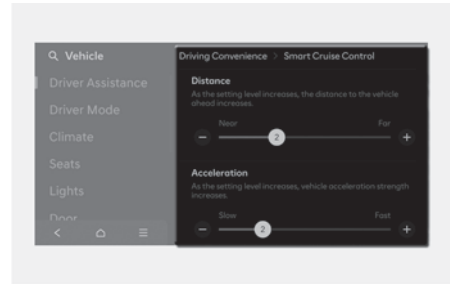 Vehicle
Driver Assistance
Driver Mode
Climate
Seats
Lights
Door
Driving Convenience > Smart Cruise Control
Distance
As the setting level increases, the distance to the vehicle
ahead increases.
Near Far
2
Acceleration
As the setting level increases, vehicle acceleration strength
increases.
Slow Fast
2